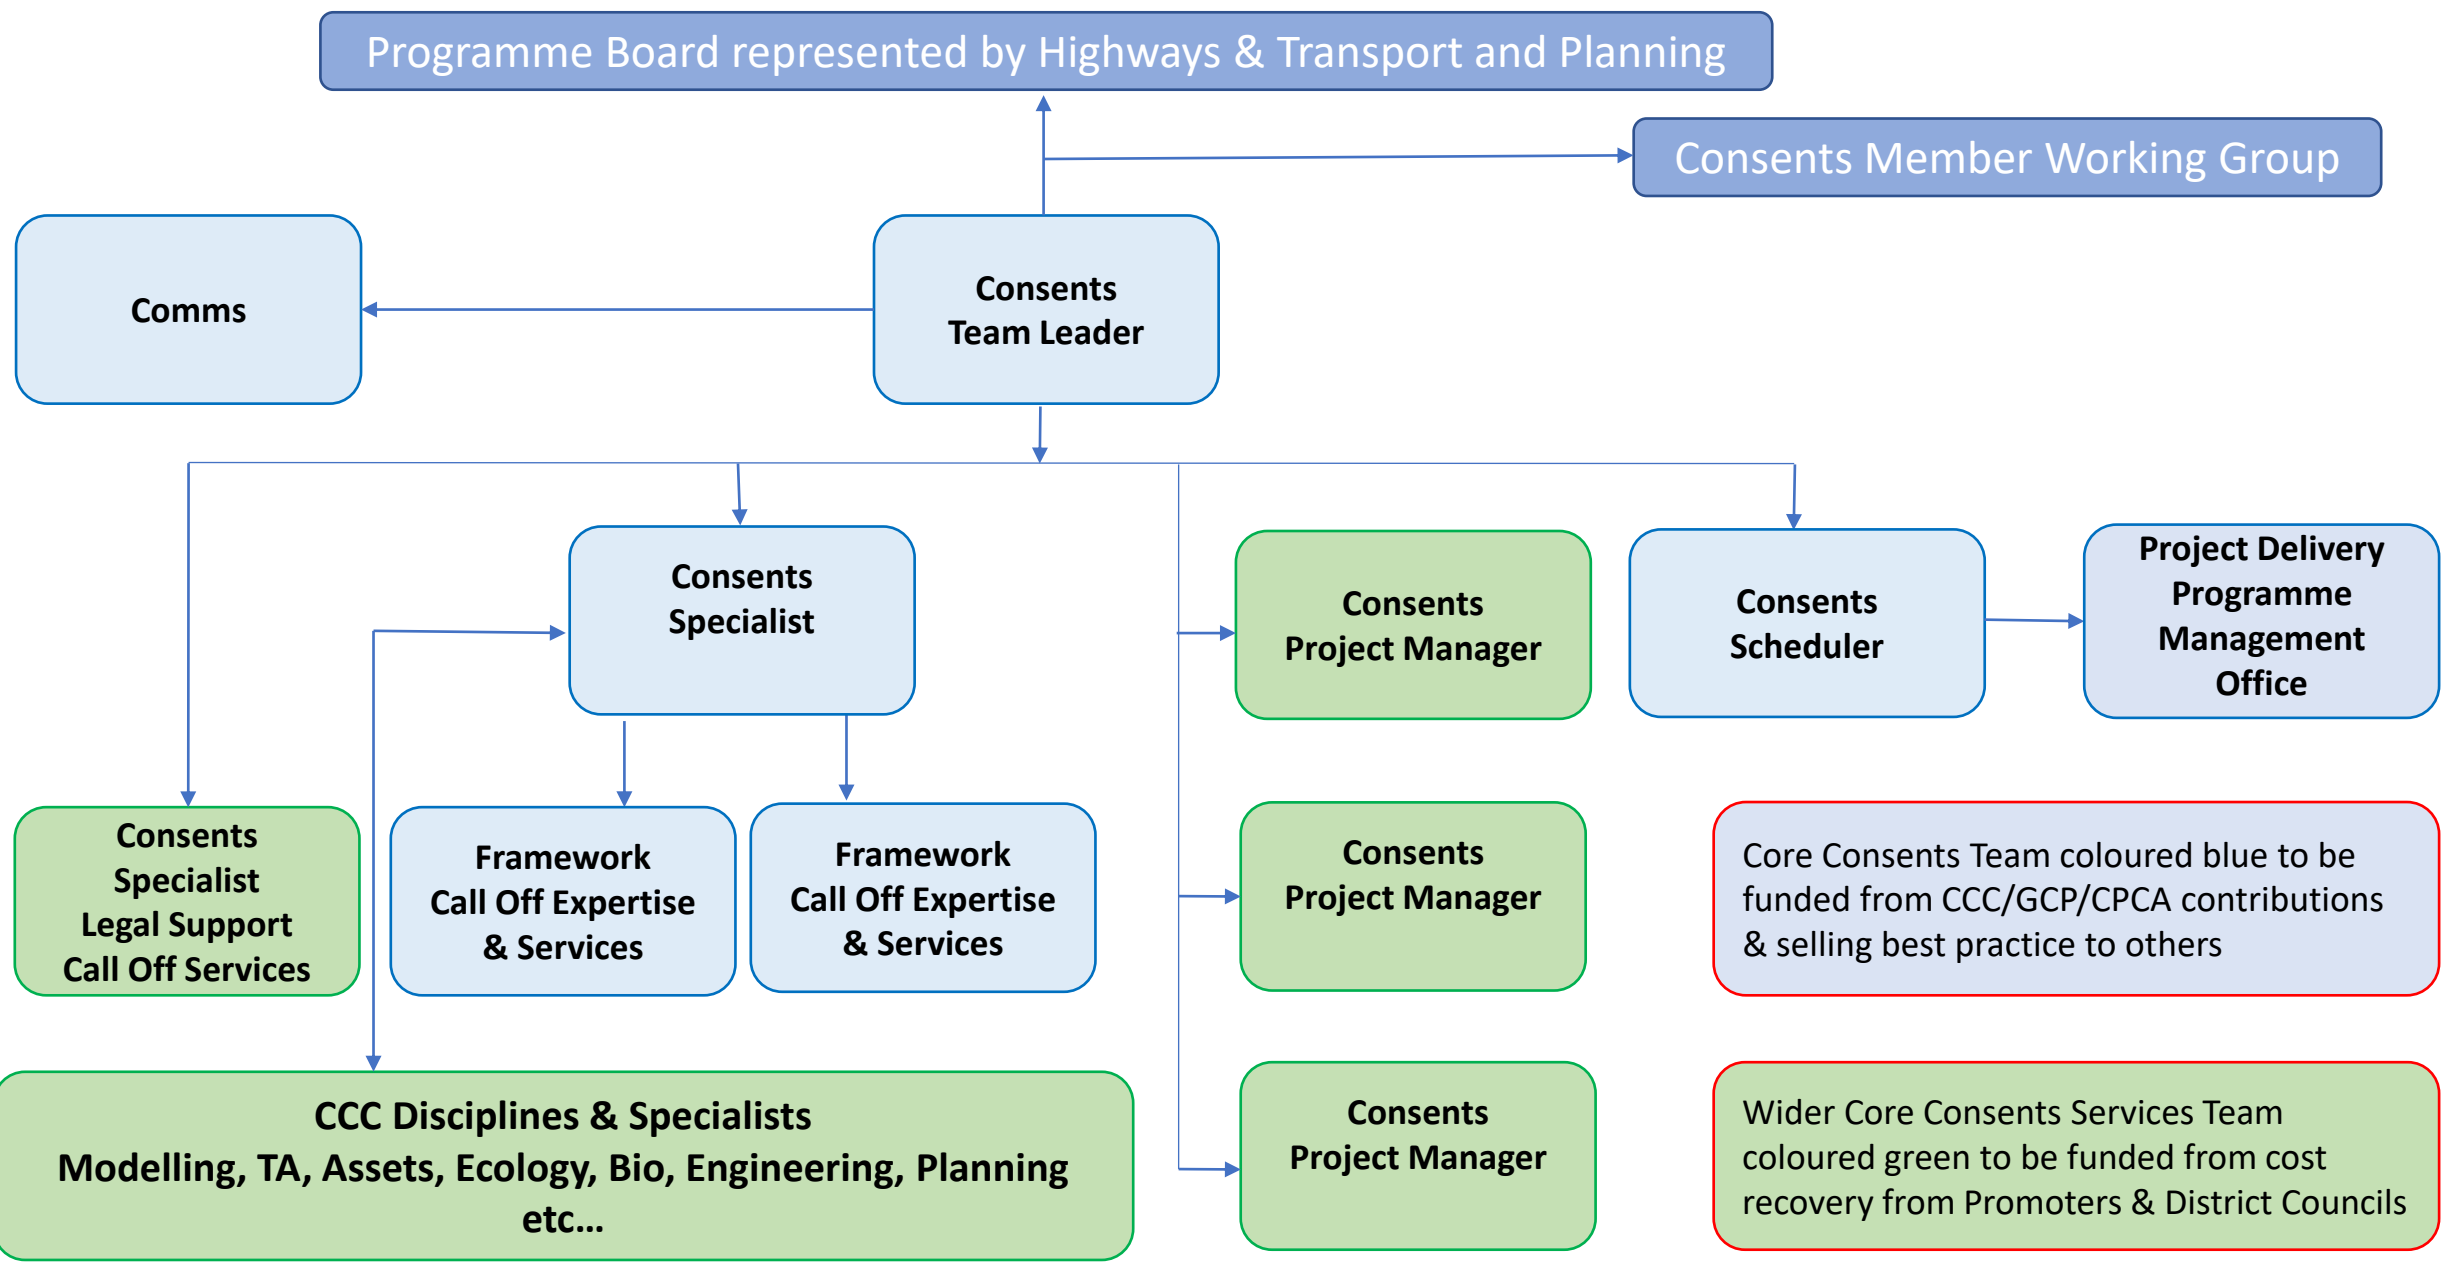 Programme Board represented by Highways & Transport and Planning
Consents Member Working Group
Comms
Consents
Team Leader
Consents
Specialist
Consents
Project Manager
Consents
Scheduler
Project Delivery
Programme
Management
Office
Consents
Specialist
Legal Support
Call Off Services
Framework
Call Off Expertise
& Services
Framework
Call Off Expertise
& Services
Consents
Project Manager
Core Consents Team coloured blue to be
funded from CCC/GCP/CPCA contributions
& selling best practice to others
CCC Disciplines & Specialists
Modelling, TA, Assets, Ecology, Bio, Engineering, Planning
etc…
Consents
Project Manager
Wider Core Consents Services Team
coloured green to be funded from cost
recovery from Promoters & District Councils